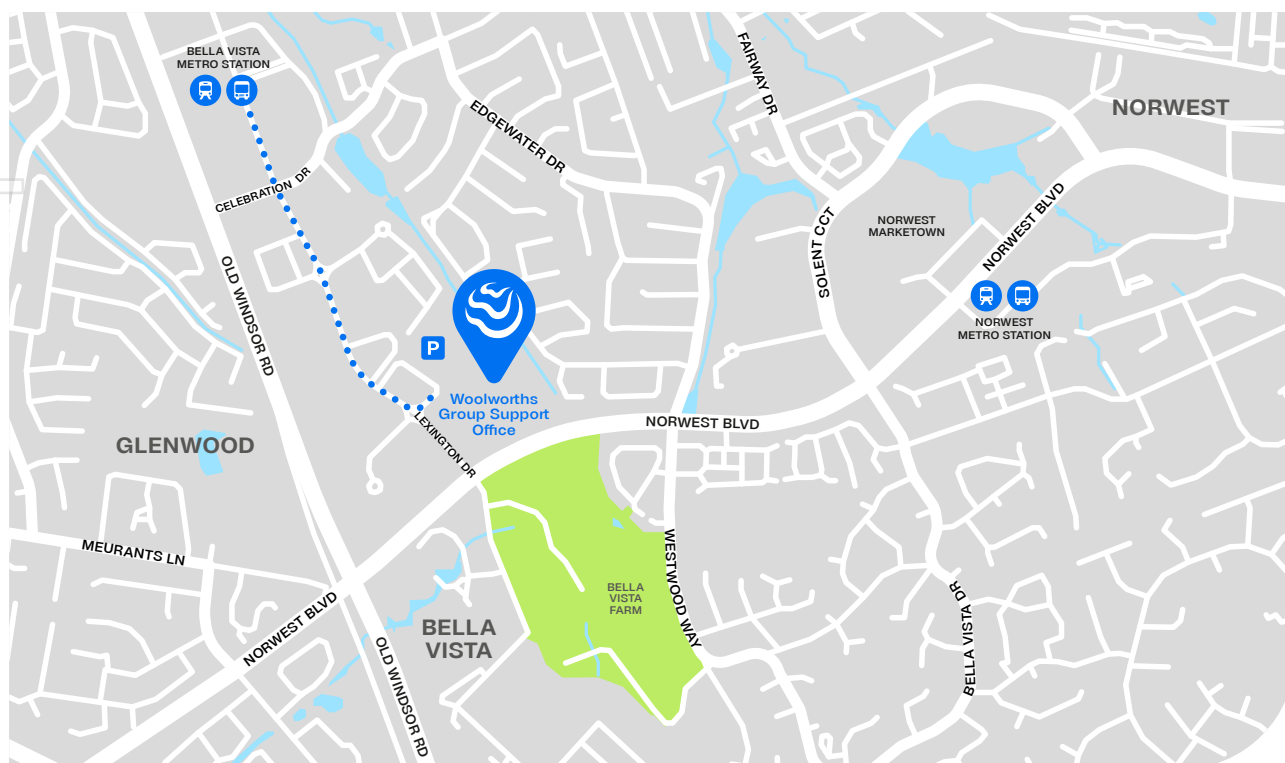 BELLA VISTA
METRO STATION
FAIRWAY DR
NORWEST
EDGEWATER DR
CELEBRATION DR
NORWEST
MARKETOWN
NORWEST BLVD
SOLENT CCT
OLD WINDSOR RD
NORWEST
METRO STATION
P
Woolworths
Group Support
Office
LEXINGTON DR
NORWEST BLVD
GLENWOOD
MEURANTS LN
WESTWOOD WAY
BELLA
VISTA
FARM
BELLA VISTA DR
NORWEST BLVD
BELLA
VISTA
OLD WINDSOR RD